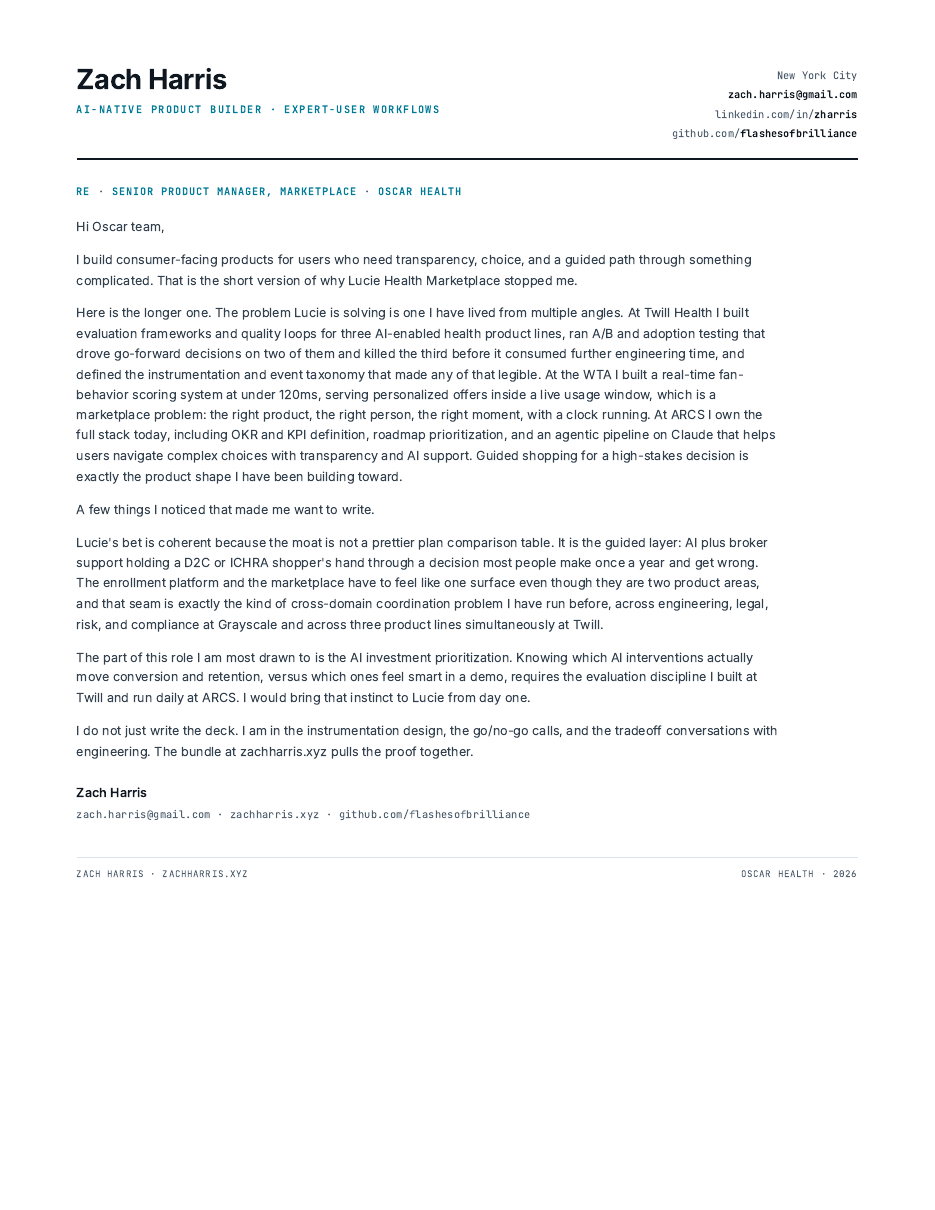 Zach Harris
AI-NATIVE PRODUCT BUILDER · EXPERT-USER WORKFLOWS
New York City
zach.harris@gmail.com
linkedin.com/in/zharris
github.com/flashesofbrilliance
RE · SENIOR PRODUCT MANAGER, MARKETPLACE · OSCAR HEALTH
Hi Oscar team,
I build consumer-facing products for users who need transparency, choice, and a guided path through something
complicated. That is the short version of why Lucie Health Marketplace stopped me.
Here is the longer one. The problem Lucie is solving is one I have lived from multiple angles. At Twill Health I built
evaluation frameworks and quality loops for three AI-enabled health product lines, ran A/B and adoption testing that
drove go-forward decisions on two of them and killed the third before it consumed further engineering time, and
defined the instrumentation and event taxonomy that made any of that legible. At the WTA I built a real-time fan-
behavior scoring system at under 120ms, serving personalized offers inside a live usage window, which is a
marketplace problem: the right product, the right person, the right moment, with a clock running. At ARCS I own the
full stack today, including OKR and KPI definition, roadmap prioritization, and an agentic pipeline on Claude that helps
users navigate complex choices with transparency and AI support. Guided shopping for a high-stakes decision is
exactly the product shape I have been building toward.
A few things I noticed that made me want to write.
Lucie's bet is coherent because the moat is not a prettier plan comparison table. It is the guided layer: AI plus broker
support holding a D2C or ICHRA shopper's hand through a decision most people make once a year and get wrong.
The enrollment platform and the marketplace have to feel like one surface even though they are two product areas,
and that seam is exactly the kind of cross-domain coordination problem I have run before, across engineering, legal,
risk, and compliance at Grayscale and across three product lines simultaneously at Twill.
The part of this role I am most drawn to is the AI investment prioritization. Knowing which AI interventions actually
move conversion and retention, versus which ones feel smart in a demo, requires the evaluation discipline I built at
Twill and run daily at ARCS. I would bring that instinct to Lucie from day one.
I do not just write the deck. I am in the instrumentation design, the go/no-go calls, and the tradeoff conversations with
engineering. The bundle at zachharris.xyz pulls the proof together.
Zach Harris
zach.harris@gmail.com · zachharris.xyz · github.com/flashesofbrilliance
ZACH HARRIS · ZACHHARRIS.XYZ
OSCAR HEALTH · 2026